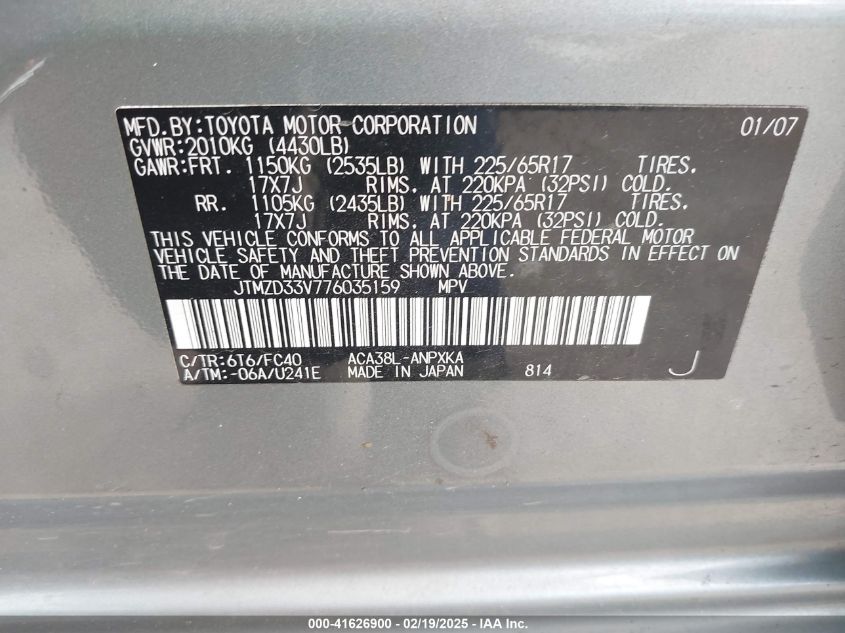 MFD.BY:TOYOTA MOTOR CORPORATION 01/07
GVWR:2010KG (4430LB)
GAWR:FRT. 1150KG (2535LB) WITH 225/65R17 TIRES.
17X7J RIMS. AT 220KPA (32PSI) COLD.
RR. 1105KG (2435LB) WITH 225/65R17 TIRES.
17X7J RIMS. AT 220KPA (32PSI) COLD.
THIS VEHICLE CONFORMS TO ALL APPLICABLE FEDERAL MOTOR
VEHICLE SAFETY AND THEFT PREVENTION STANDARDS IN EFFECT ON
THE DATE OF MANUFACTURE SHOWN ABOVE.
JTMZD33V776035159 MPV
C/TR:6T6/FC40 ACA38L-ANPXKA
A/TM:-06A/U241E MADE IN JAPAN 814 J
000-41626900 - 02/19/2025 - IAA Inc.